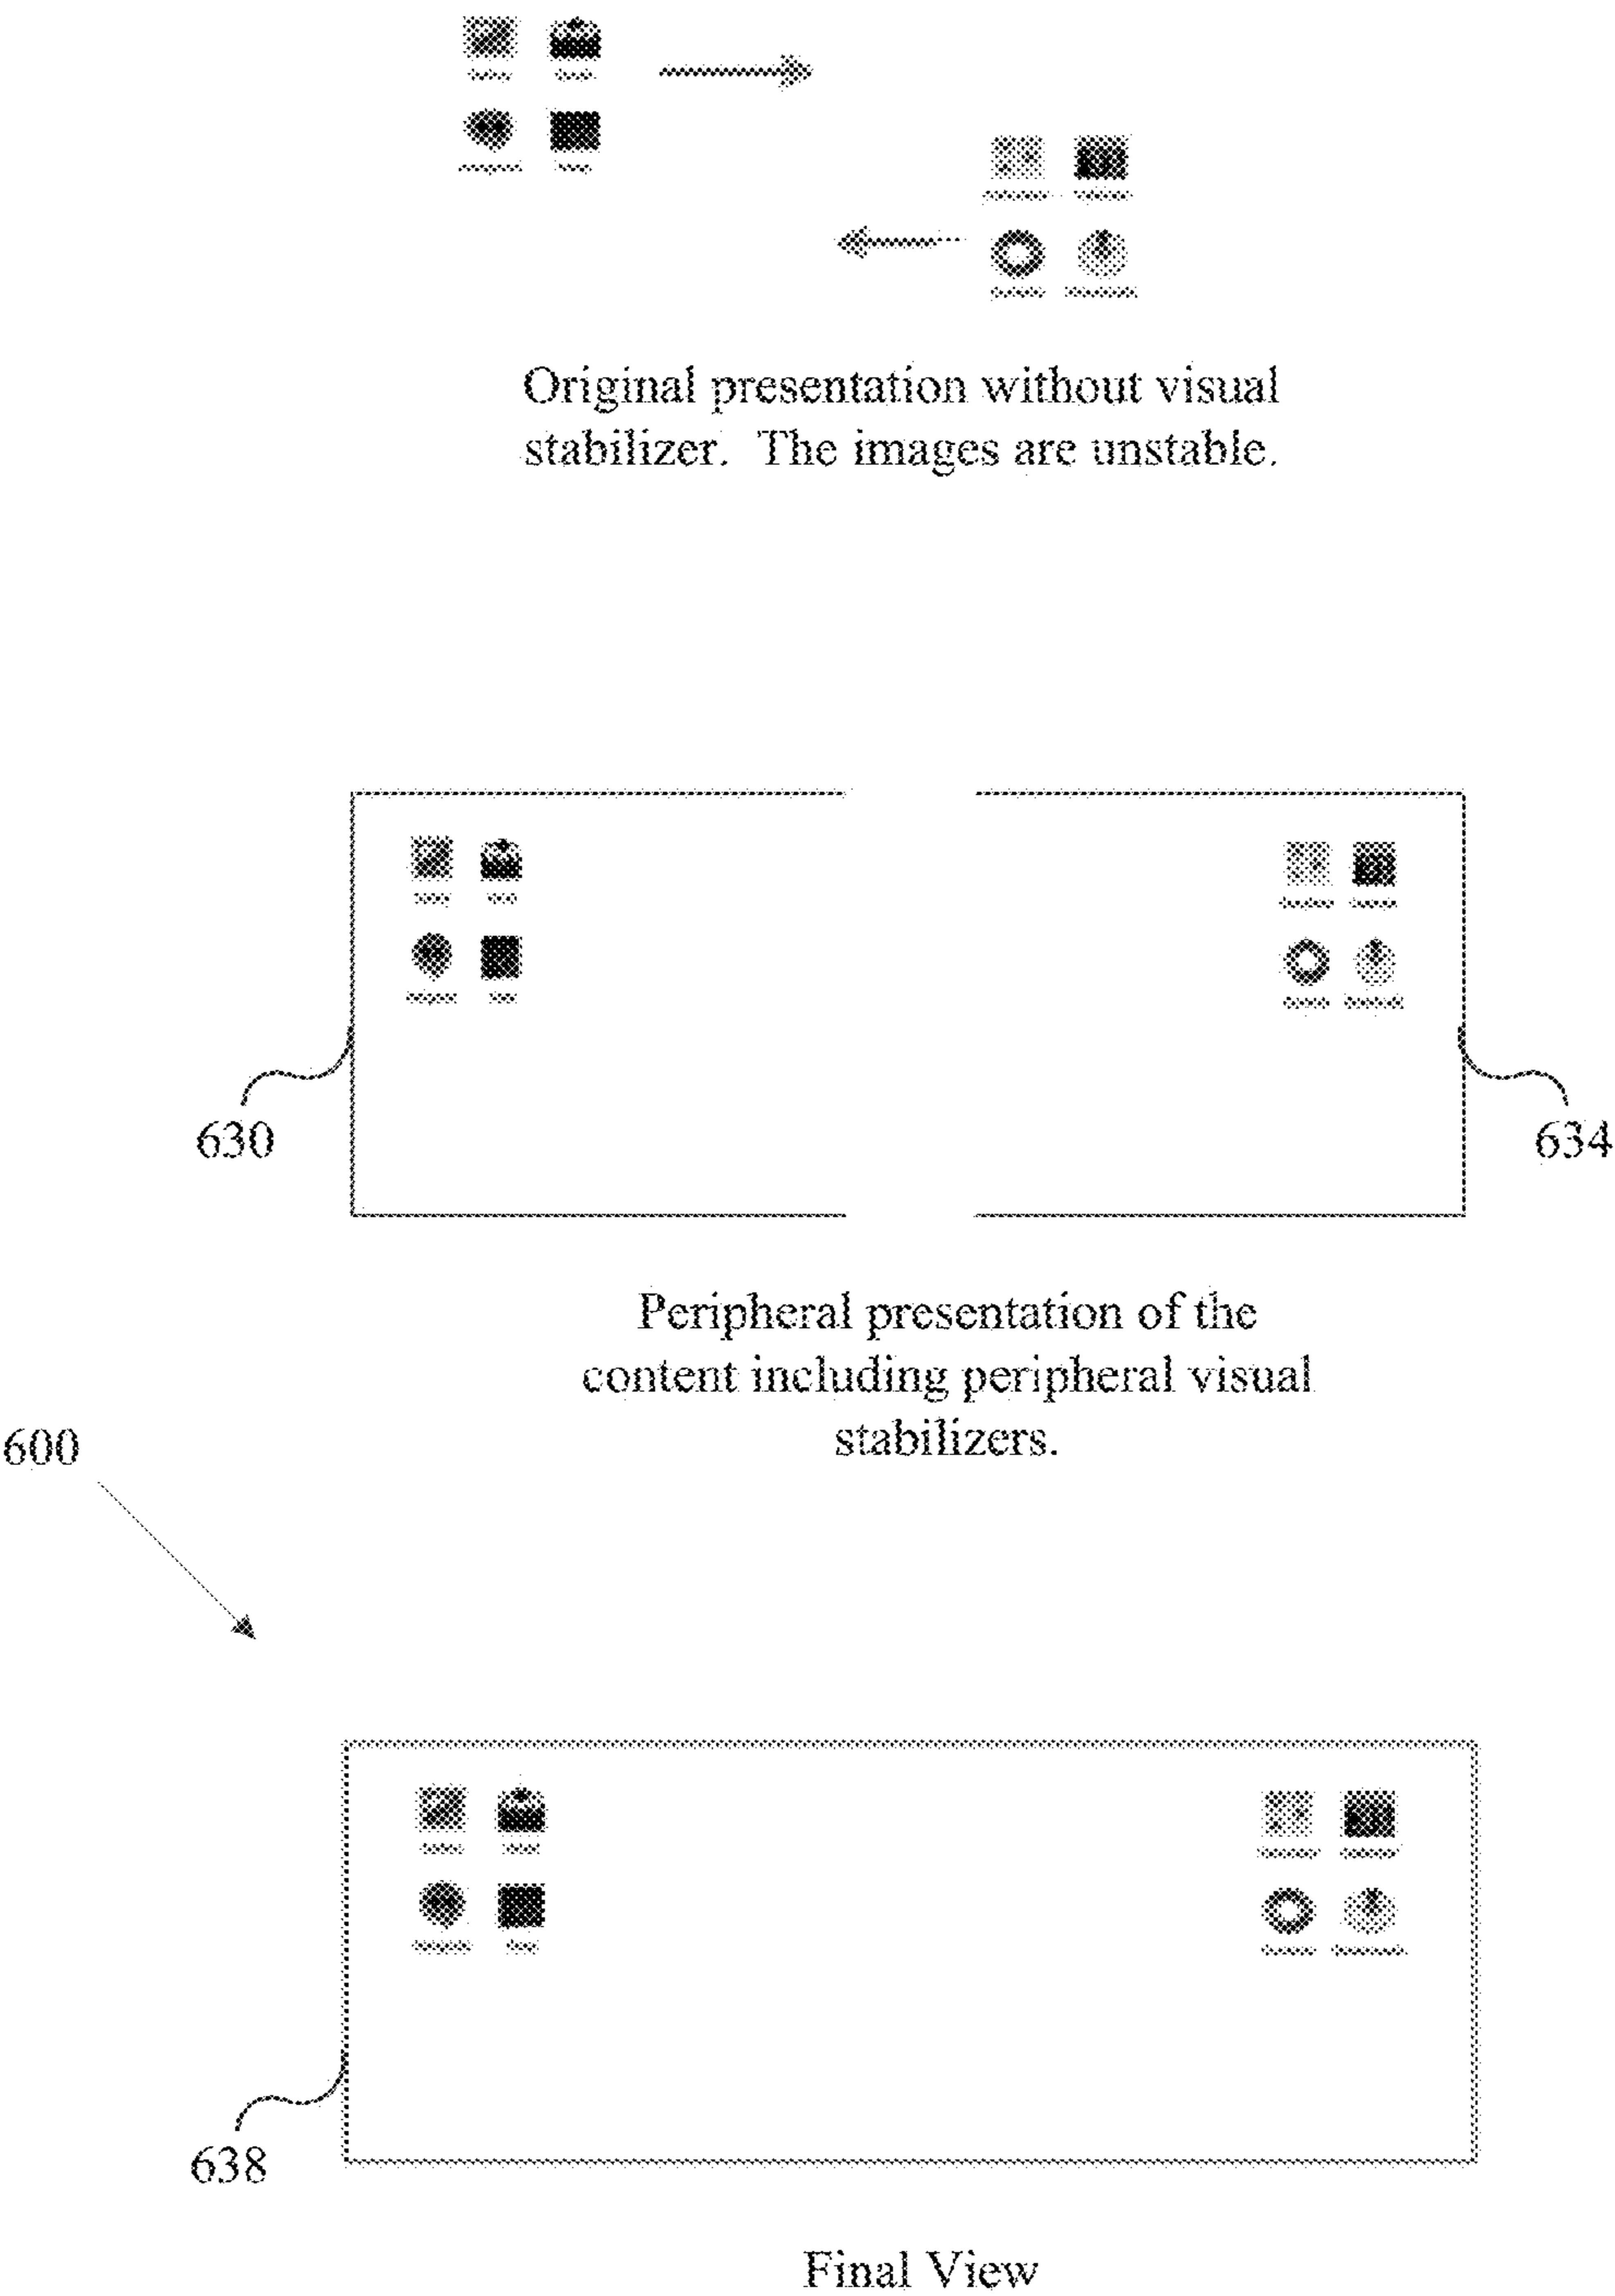 Original presentation without visual
stabilizer. The images are unstable.
630
634
Peripheral presentation of the
content including peripheral visual
stabilizers.
600
638
Final View